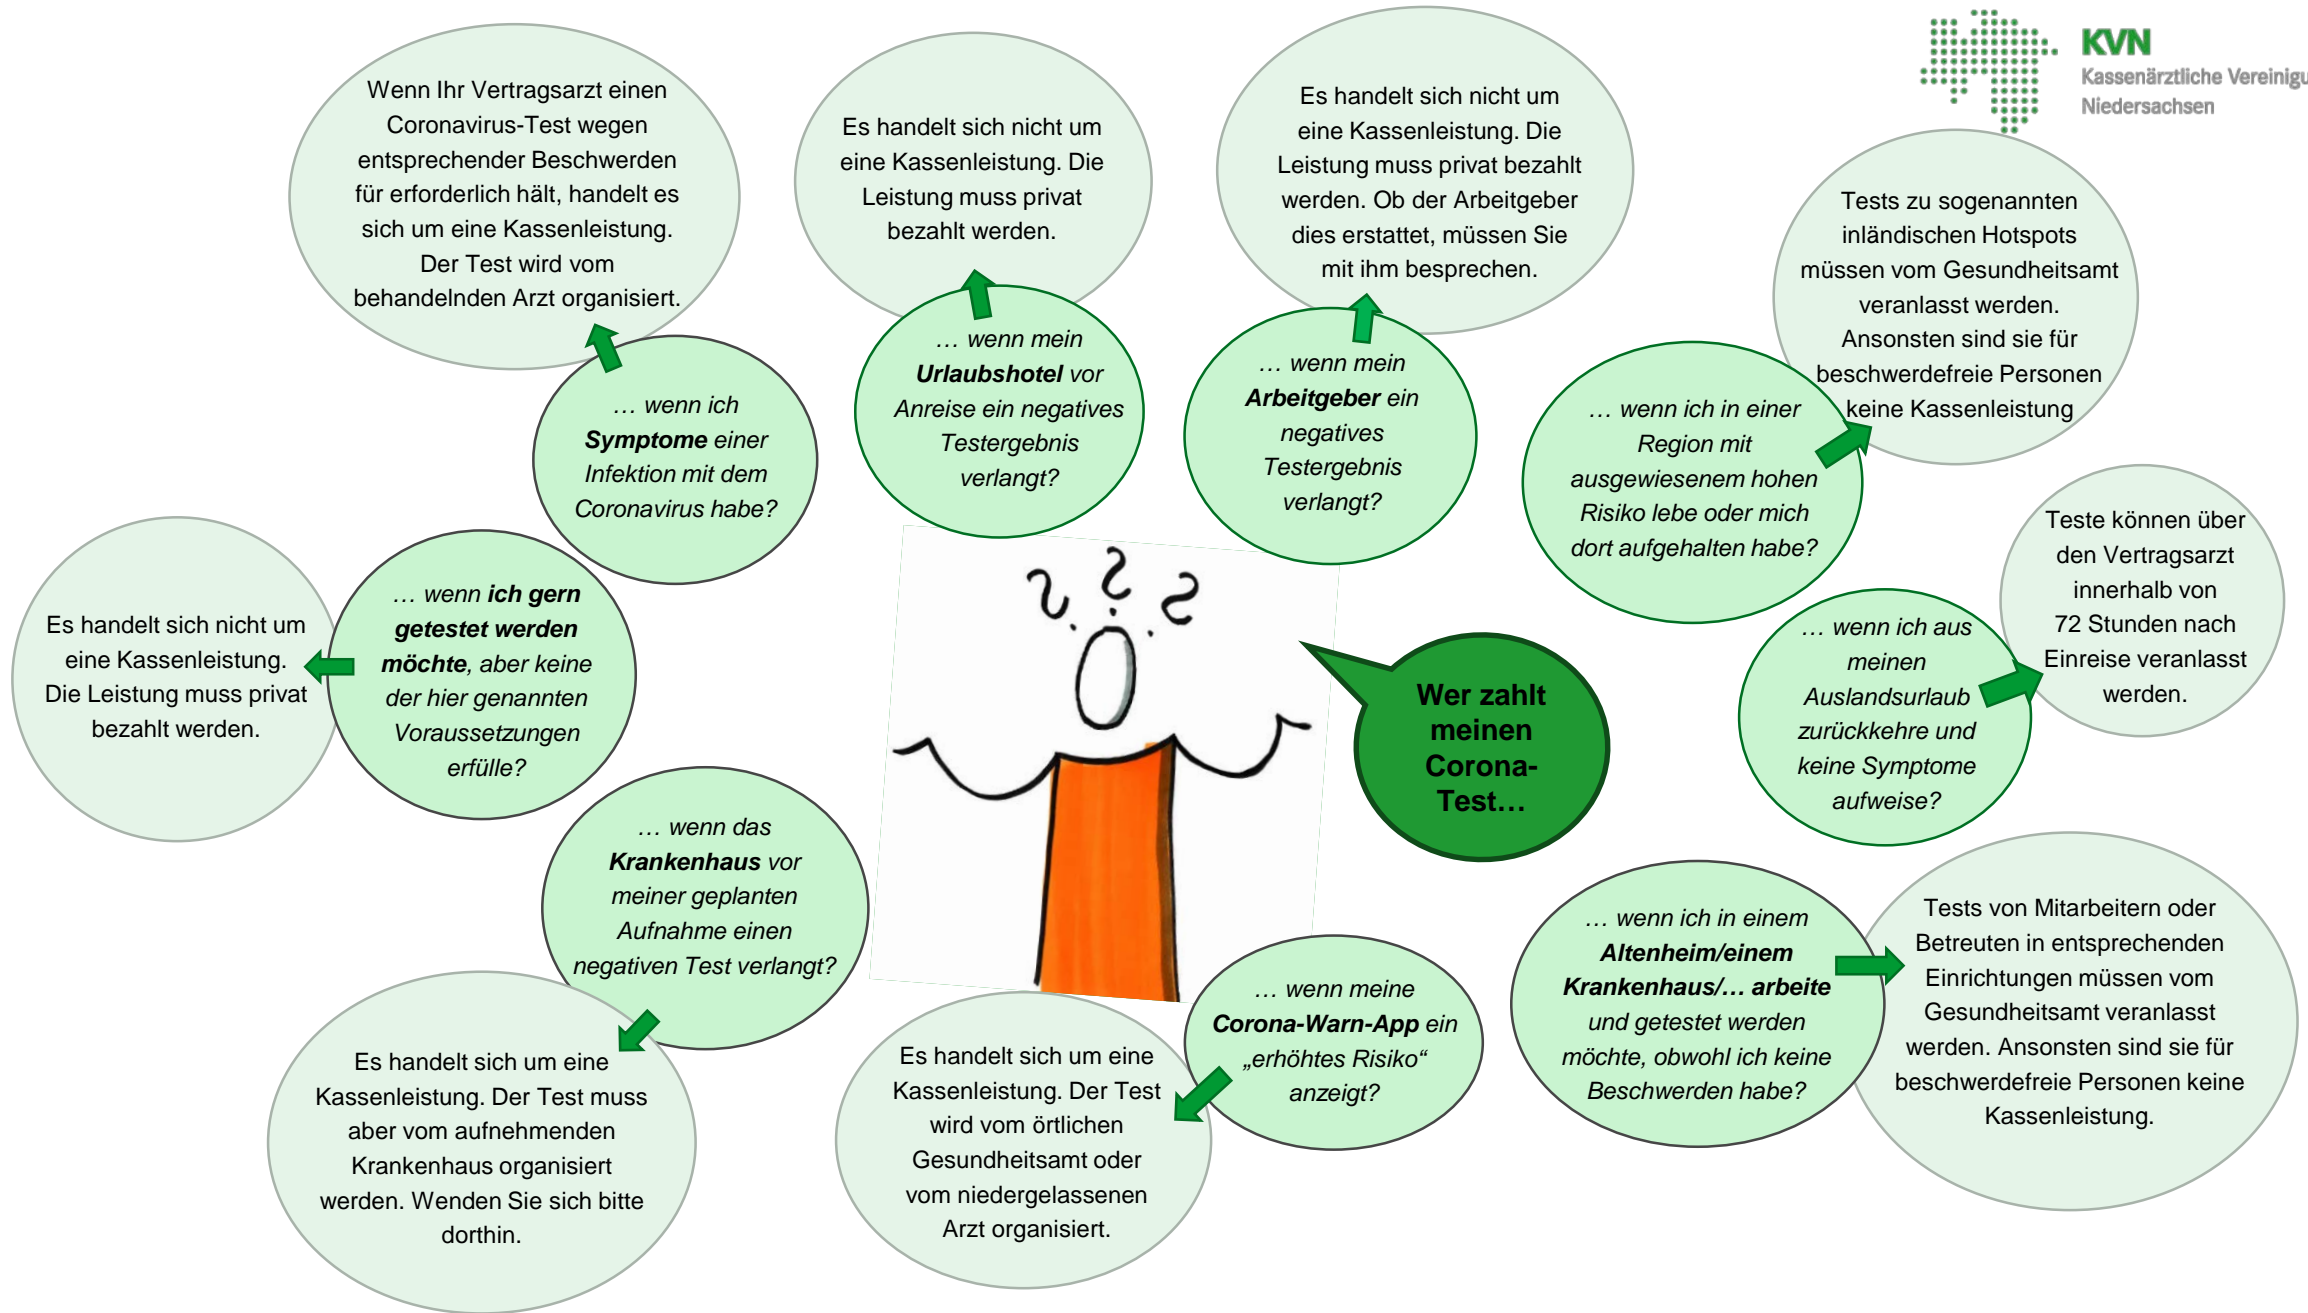 KVN
Kassenärztliche Vereinigu
Niedersachsen
Wer zahlt
meinen
Corona-
Test…
… wenn ich
Symptome einer
Infektion mit dem
Coronavirus habe?
Wenn Ihr Vertragsarzt einen
Coronavirus-Test wegen
entsprechender Beschwerden
für erforderlich hält, handelt es
sich um eine Kassenleistung.
Der Test wird vom
behandelnden Arzt organisiert.
… wenn mein
Urlaubshotel vor
Anreise ein negatives
Testergebnis
verlangt?
Es handelt sich nicht um
eine Kassenleistung. Die
Leistung muss privat
bezahlt werden.
… wenn mein
Arbeitgeber ein
negatives
Testergebnis
verlangt?
Es handelt sich nicht um
eine Kassenleistung. Die
Leistung muss privat bezahlt
werden. Ob der Arbeitgeber
dies erstattet, müssen Sie
mit ihm besprechen.
… wenn ich in einer
Region mit
ausgewiesenem hohen
Risiko lebe oder mich
dort aufgehalten habe?
Tests zu sogenannten
inländischen Hotspots
müssen vom Gesundheitsamt
veranlasst werden.
Ansonsten sind sie für
beschwerdefreie Personen
keine Kassenleistung
… wenn ich aus
meinen
Auslandsurlaub
zurückkehre und
keine Symptome
aufweise?
Teste können über
den Vertragsarzt
innerhalb von
72 Stunden nach
Einreise veranlasst
werden.
… wenn ich in einem
Altenheim/einem
Krankenhaus/… arbeite
und getestet werden
möchte, obwohl ich keine
Beschwerden habe?
Tests von Mitarbeitern oder
Betreuten in entsprechenden
Einrichtungen müssen vom
Gesundheitsamt veranlasst
werden. Ansonsten sind sie für
beschwerdefreie Personen keine
Kassenleistung.
… wenn meine
Corona-Warn-App ein
„erhöhtes Risiko“
anzeigt?
Es handelt sich um eine
Kassenleistung. Der Test
wird vom örtlichen
Gesundheitsamt oder
vom niedergelassenen
Arzt organisiert.
… wenn das
Krankenhaus vor
meiner geplanten
Aufnahme einen
negativen Test verlangt?
Es handelt sich um eine
Kassenleistung. Der Test muss
aber vom aufnehmenden
Krankenhaus organisiert
werden. Wenden Sie sich bitte
dorthin.
… wenn ich gern
getestet werden
möchte, aber keine
der hier genannten
Voraussetzungen
erfülle?
Es handelt sich nicht um
eine Kassenleistung.
Die Leistung muss privat
bezahlt werden.
???